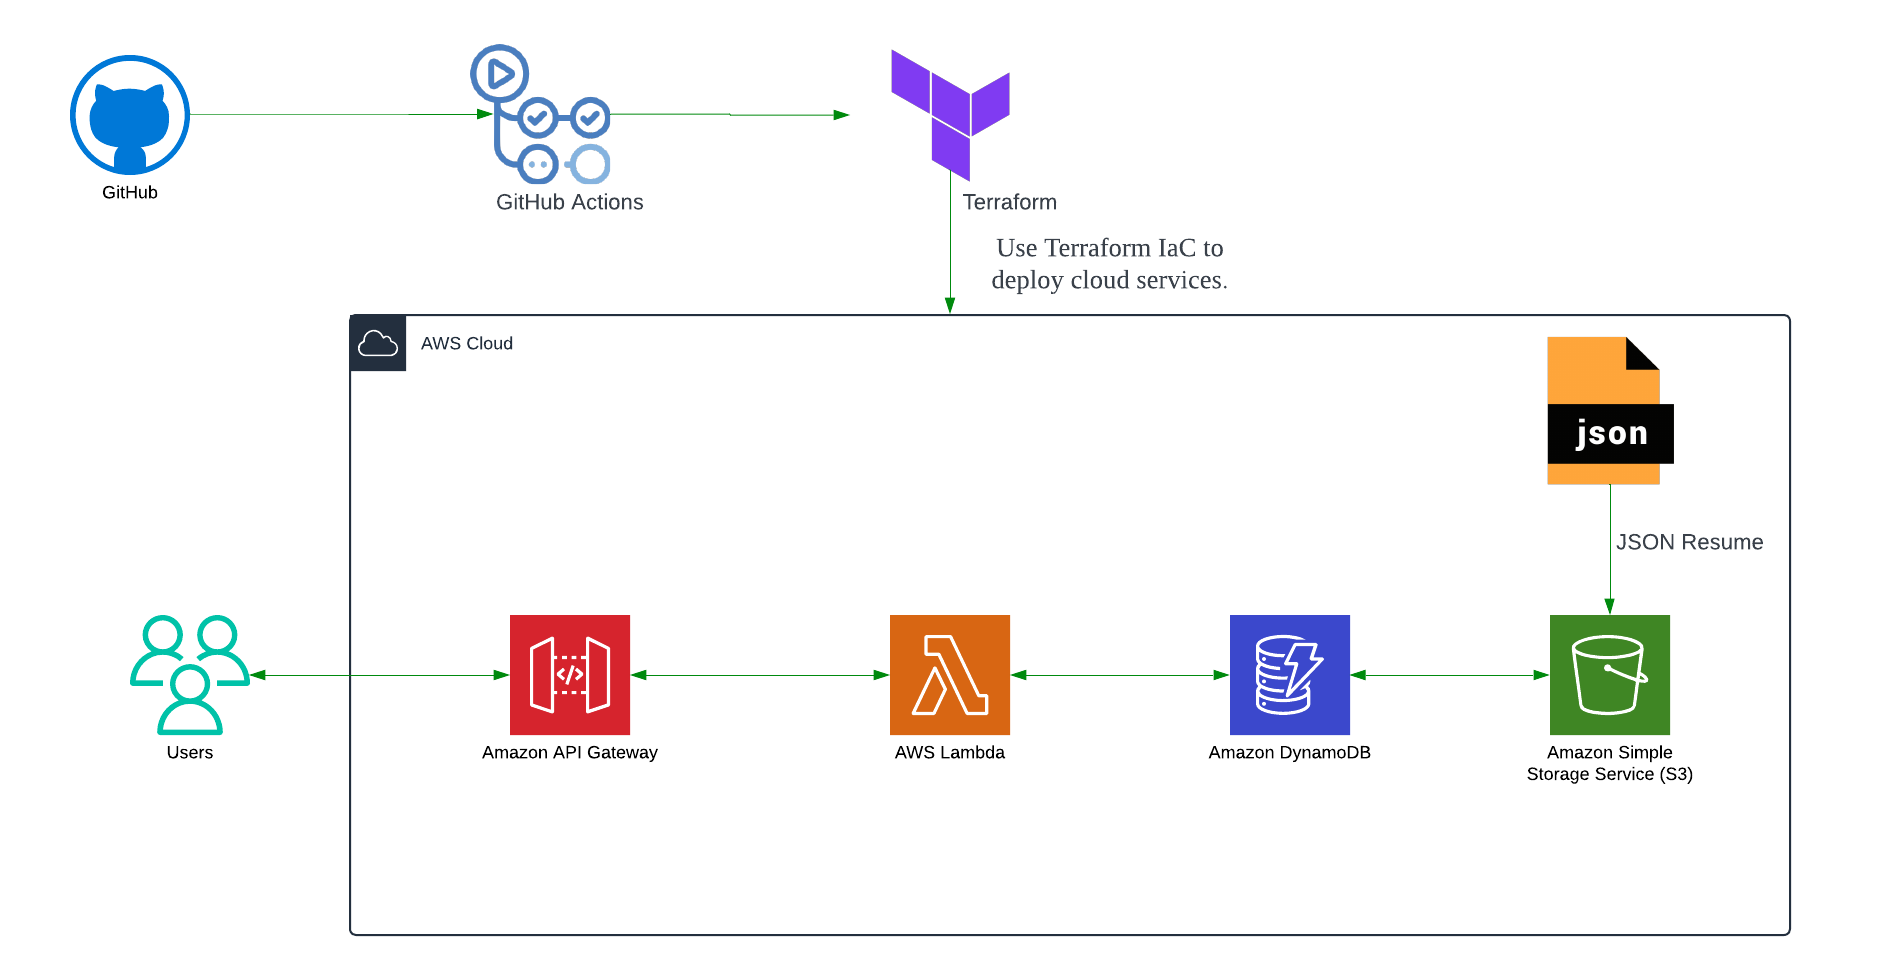 GitHub
GitHub Actions
Terraform
Use Terraform IaC to
deploy cloud services.
AWS Cloud
json
JSON Resume
</>
Users
Amazon API Gateway
AWS Lambda
Amazon DynamoDB
Amazon Simple
Storage Service (S3)